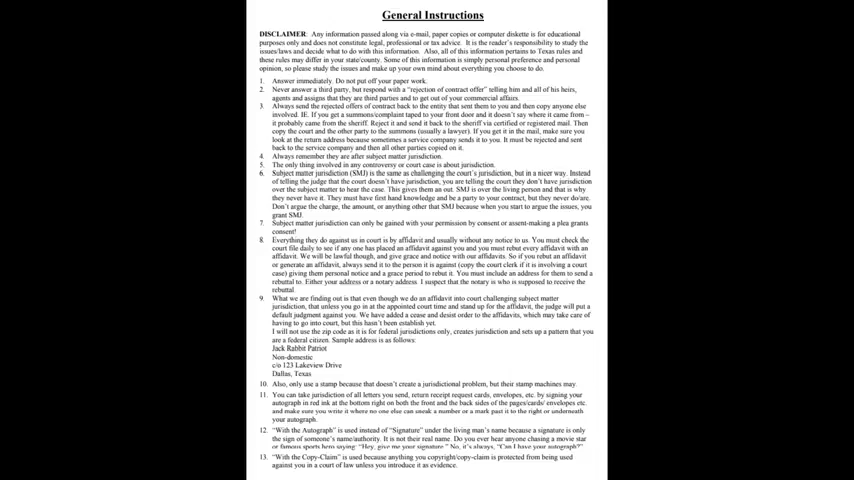 General Instructions
DISCLAIMER: Any information passed along via e-mail, paper copies or computer diskette is for educational
purposes only and does not constitute legal, professional or tax advice. It is the reader's responsibility to study the
issues/laws and decide what to do with this information. Also, all of this information pertains to Texas rules and
these rules may differ in your state/county. Some of this information is simply personal preference and personal
opinion, so please study the issues and make up your own mind about everything you choose to do.
1. Answer immediately. Do not put off your paper work.
2. Never answer a third party, but respond with a "rejection of contract offer" telling him and all of his heirs,
agents and assigns that they are third parties and to get out of your commercial affairs.
3. Always send the rejected offers of contract back to the entity that sent them to you and then copy anyone else
involved. IE. If you get a summons/complaint taped to your front door and it doesn't say where it came from –
it probably came from the sheriff. Reject it and send it back to the sheriff via certified or registered mail. Then
copy the court and the other party to the summons (usually a lawyer). If you get it in the mail, make sure you
look at the return address because sometimes a service company sends it to you. It must be rejected and sent
back to the service company and then all other parties copied on it.
4. Always remember they are after subject matter jurisdiction.
5. The only thing involved in any controversy or court case is about jurisdiction.
6. Subject matter jurisdiction (SMJ) is the same as challenging the court's jurisdiction, but in a nicer way. Instead
of telling the judge that the court doesn't have jurisdiction, you are telling the court they don't have jurisdiction
over the subject matter to hear the case. This gives them an out. SMJ is over the living person and that is why
they never have it. They must have first hand knowledge and be a party to your contract, but they never do/are.
Don't argue the charge, the amount, or anything other that SMJ because when you start to argue the issues, you
grant SMJ.
7. Subject matter jurisdiction can only be gained with your permission by consent or assent-making a plea grants
consent!
8. Everything they do against us in court is by affidavit and usually without any notice to us. You must check the
court file daily to see if any one has placed an affidavit against you and you must rebut every affidavit with an
affidavit. We will be lawful though, and give grace and notice with our affidavits. So if you rebut an affidavit
or generate an affidavit, always send it to the person it is against (copy the court clerk if it is involving a court
case) giving them personal notice and a grace period to rebut it. You must include an address for them to send a
rebuttal to. Either your address or a notary address. I suspect that the notary is who is supposed to receive the
rebuttal.
9. What we are finding out is that even though we do an affidavit into court challenging subject matter
jurisdiction, that unless you go in at the appointed court time and stand up for the affidavit, the judge will put a
default judgment against you. We have added a cease and desist order to the affidavits, which may take care of
having to go into court, but this hasn't been establish yet.
I will not use the zip code as it is for federal jurisdictions only, creates jurisdiction and sets up a pattern that you
are a federal citizen. Sample address is as follows:
Jack Rabbit Patriot
Non-domestic
c/o 123 Lakeview Drive
Dallas, Texas
10. Also, only use a stamp because that doesn't create a jurisdictional problem, but their stamp machines may.
11. You can take jurisdiction of all letters you send, return receipt request cards, envelopes, etc. by signing your
autograph in red ink at the bottom right on both the front and the back sides of the pages/cards/ envelopes etc.
and make sure you write it where no one else can sneak a number or a mark past it to the right or underneath
your autograph.
12. "With the Autograph" is used instead of "Signature" under the living man's name because a signature is only
the sign of someone's name/authority. It is not their real name. Do you ever hear anyone chasing a movie star
or famous sports hero saying: "Hey, give me your signature." No, it's always, "Can I have your autograph?"
13. "With the Copy-Claim" is used because anything you copyright/copy-claim is protected from being used
against you in a court of law unless you introduce it as evidence.